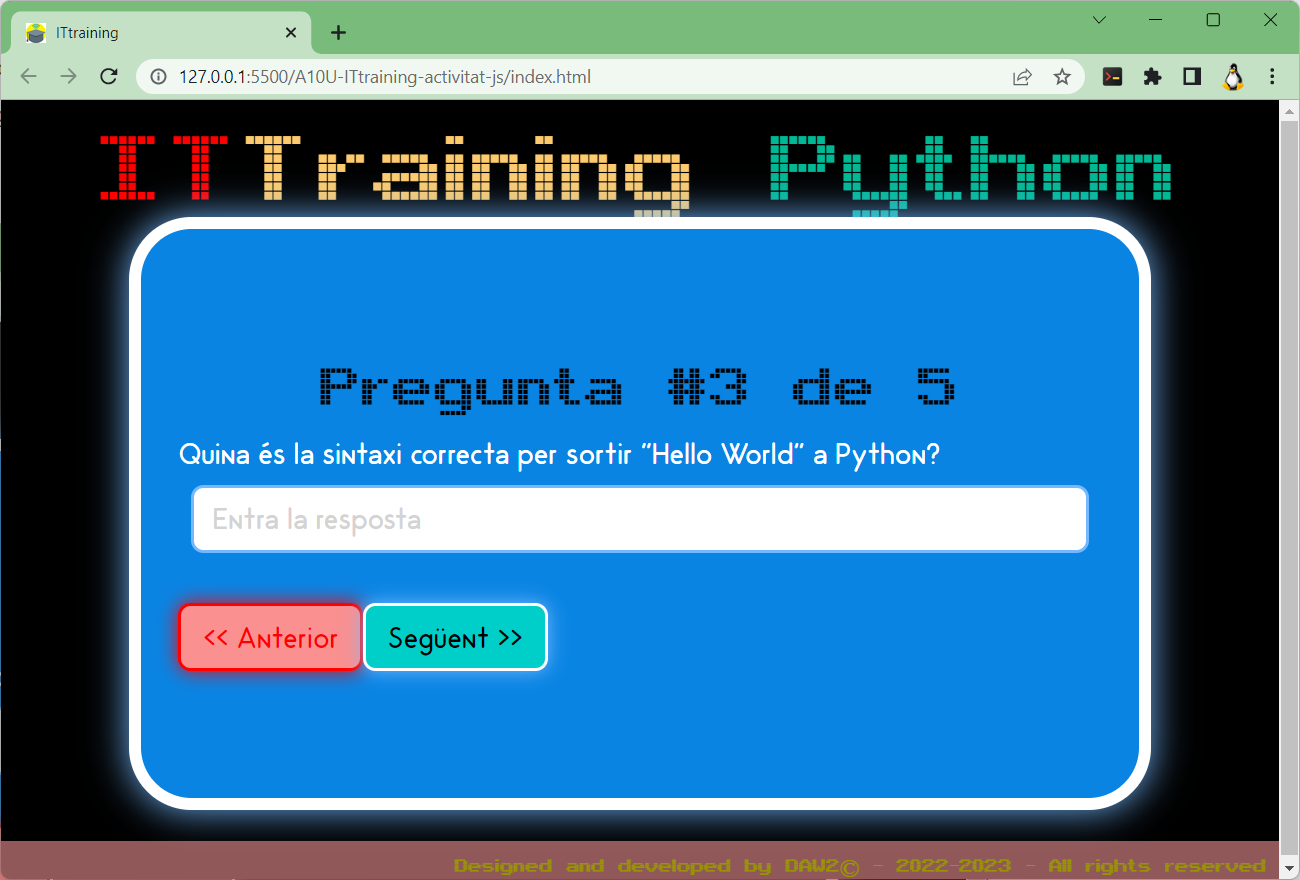 ITtraining
127.0.0.1:5500/A10U-ITtraining-activitat-js/index.html
ITTraining Python
Pregunta #3 de 5
Quina és la sintaxi correcta per sortir "Hello World" a Python?
Entra la resposta
<< Anterior
Següent >>
Designed and developed by DAW2© - 2022-2023 - All rights reserved